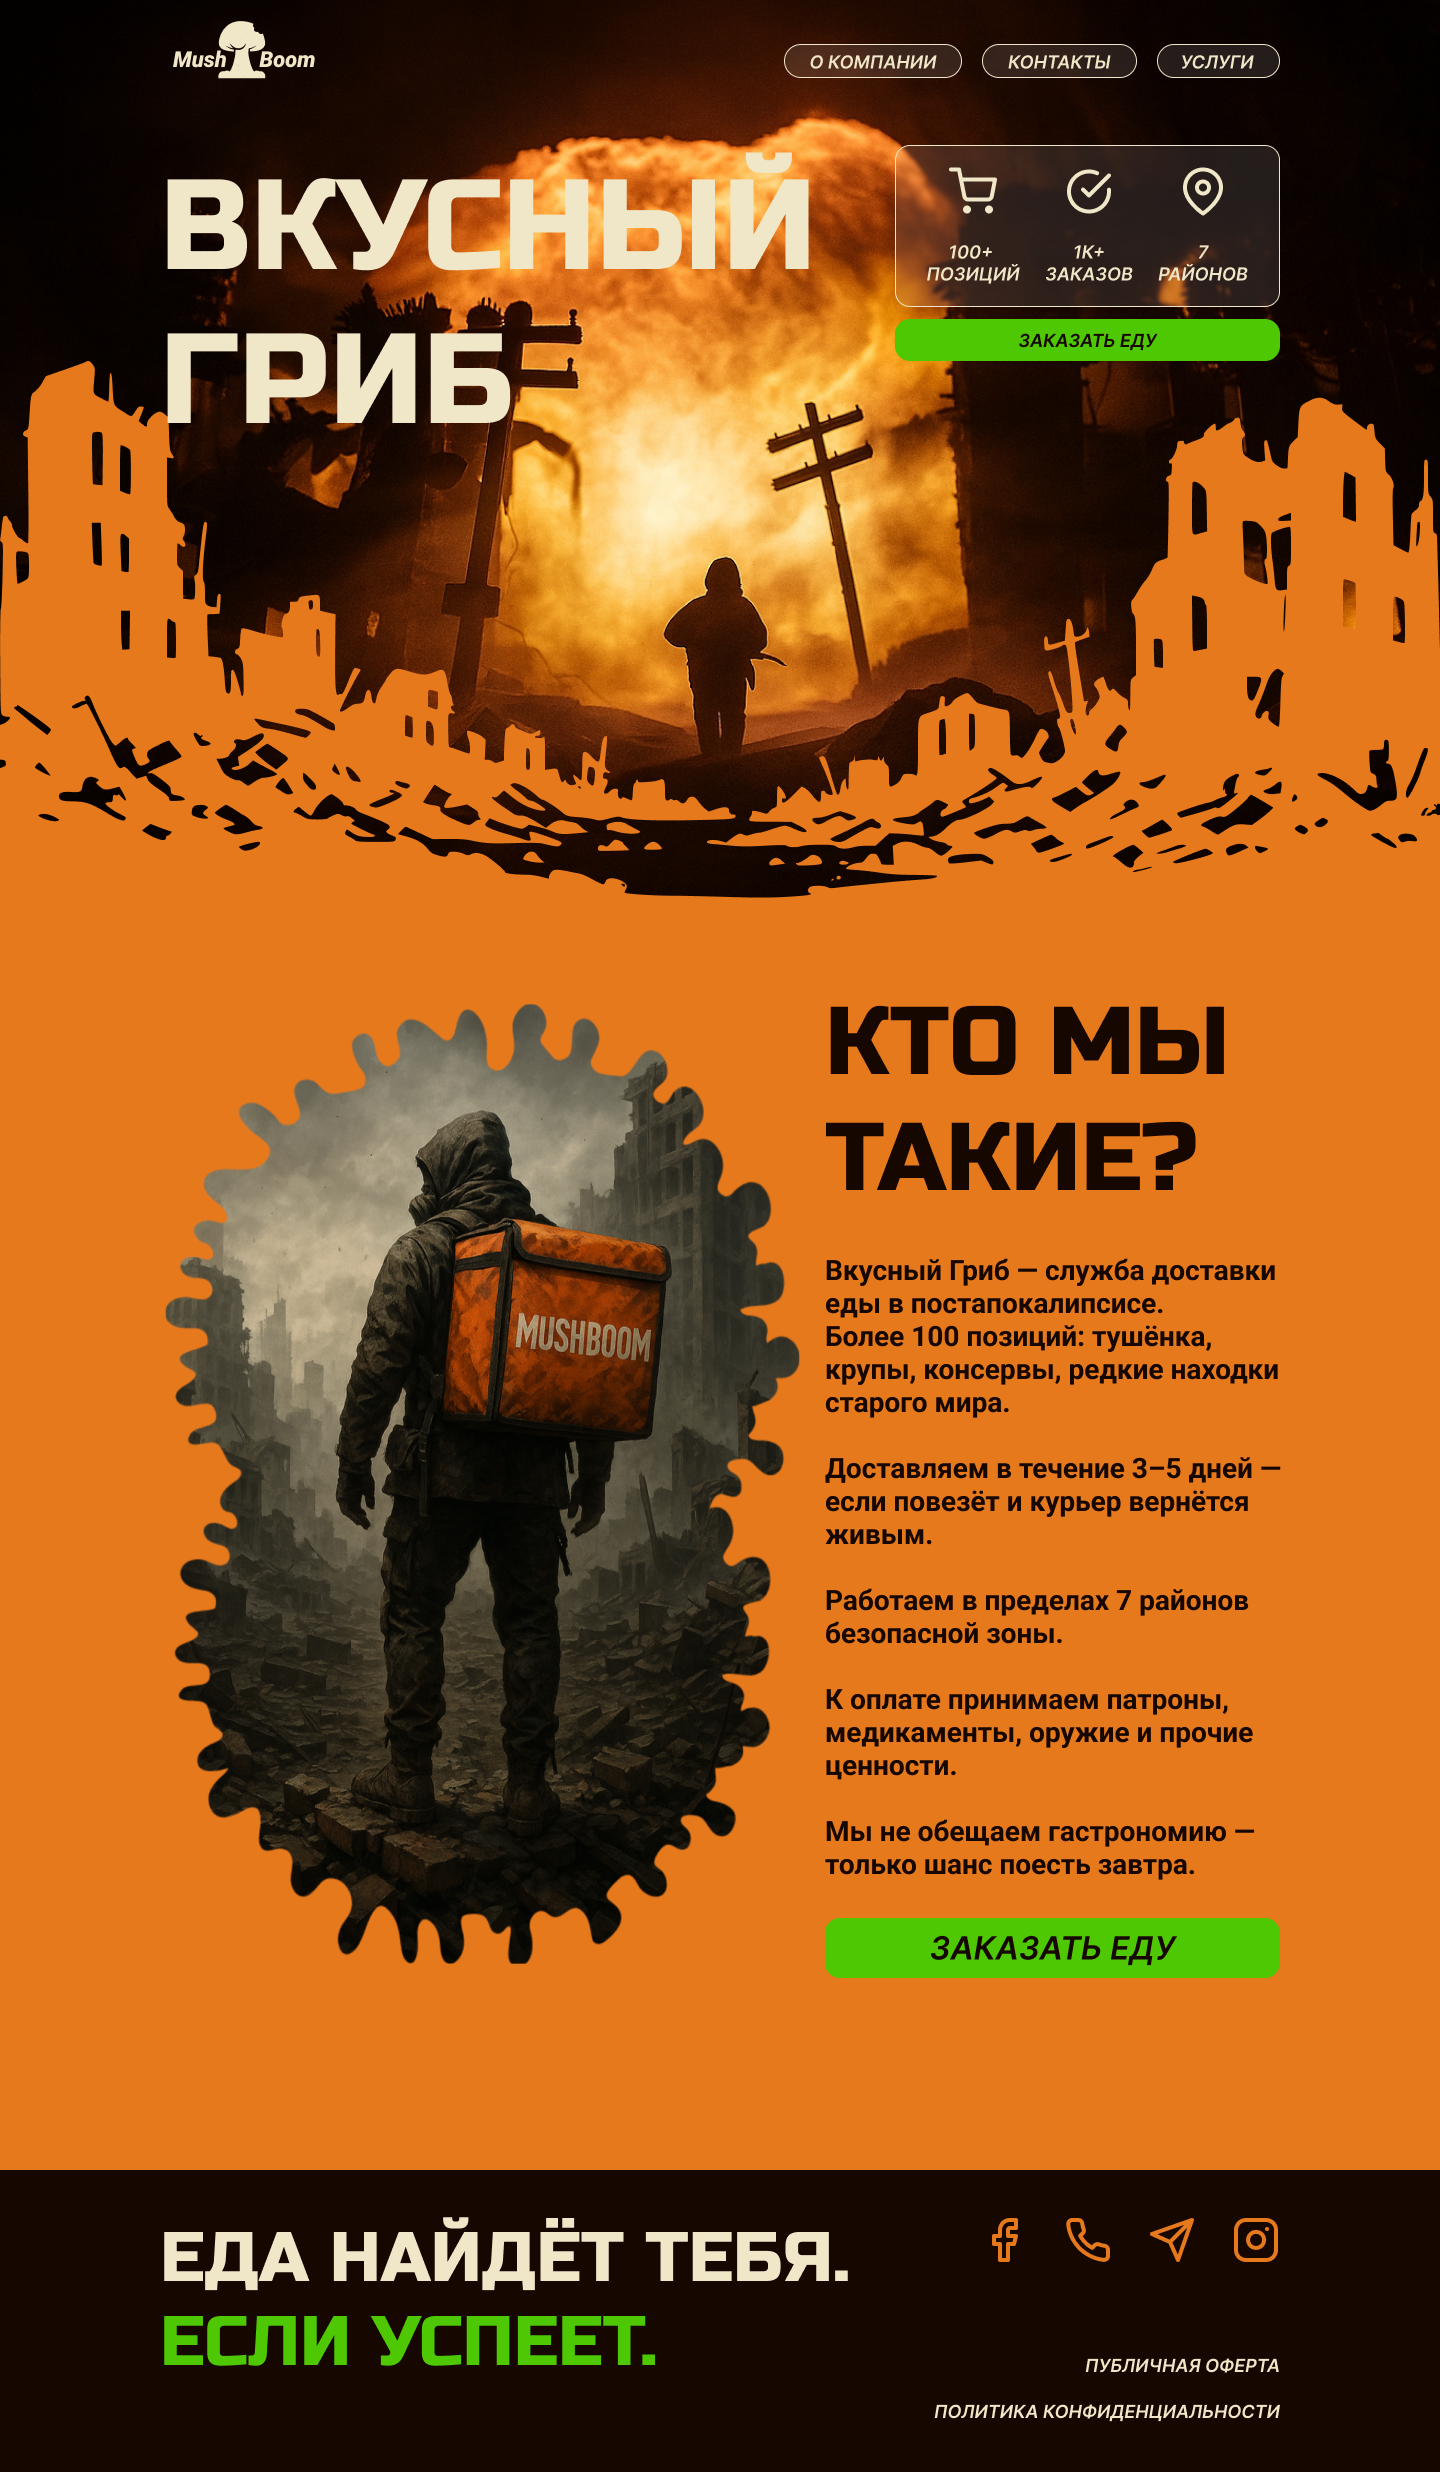 Mush Boom
О КОМПАНИИ
КОНТАКТЫ
УСЛУГИ
ВКУСНЫЙ
ГРИБ
100+
ПОЗИЦИЙ
1К+
ЗАКАЗОВ
7
РАЙОНОВ
ЗАКАЗАТЬ ЕДУ
MUSHBOOM
КТО МЫ
ТАКИЕ?
Вкусный Гриб — служба доставки
еды в постапокалипсисе.
Более 100 позиций: тушёнка,
крупы, консервы, редкие находки
старого мира.
Доставляем в течение 3–5 дней —
если повезёт и курьер вернётся
живым.
Работаем в пределах 7 районов
безопасной зоны.
К оплате принимаем патроны,
медикаменты, оружие и прочие
ценности.
Мы не обещаем гастрономию —
только шанс поесть завтра.
ЗАКАЗАТЬ ЕДУ
ЕДА НАЙДЁТ ТЕБЯ.
ЕСЛИ УСПЕЕТ.
ПУБЛИЧНАЯ ОФЕРТА
ПОЛИТИКА КОНФИДЕНЦИАЛЬНОСТИ